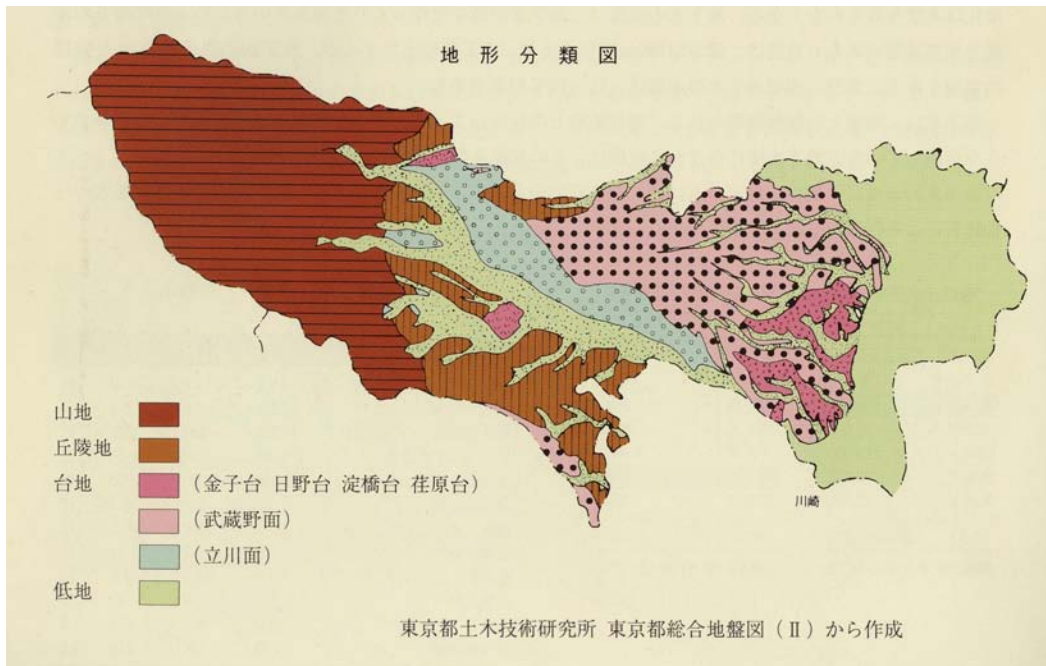 地形分類図
川崎
山地
丘陵地
台地 (金子台 日野台 淀橋台 荏原台)
(武蔵野面)
(立川面)
低地
東京都土木技術研究所 東京都総合地盤図(Ⅱ)から作成